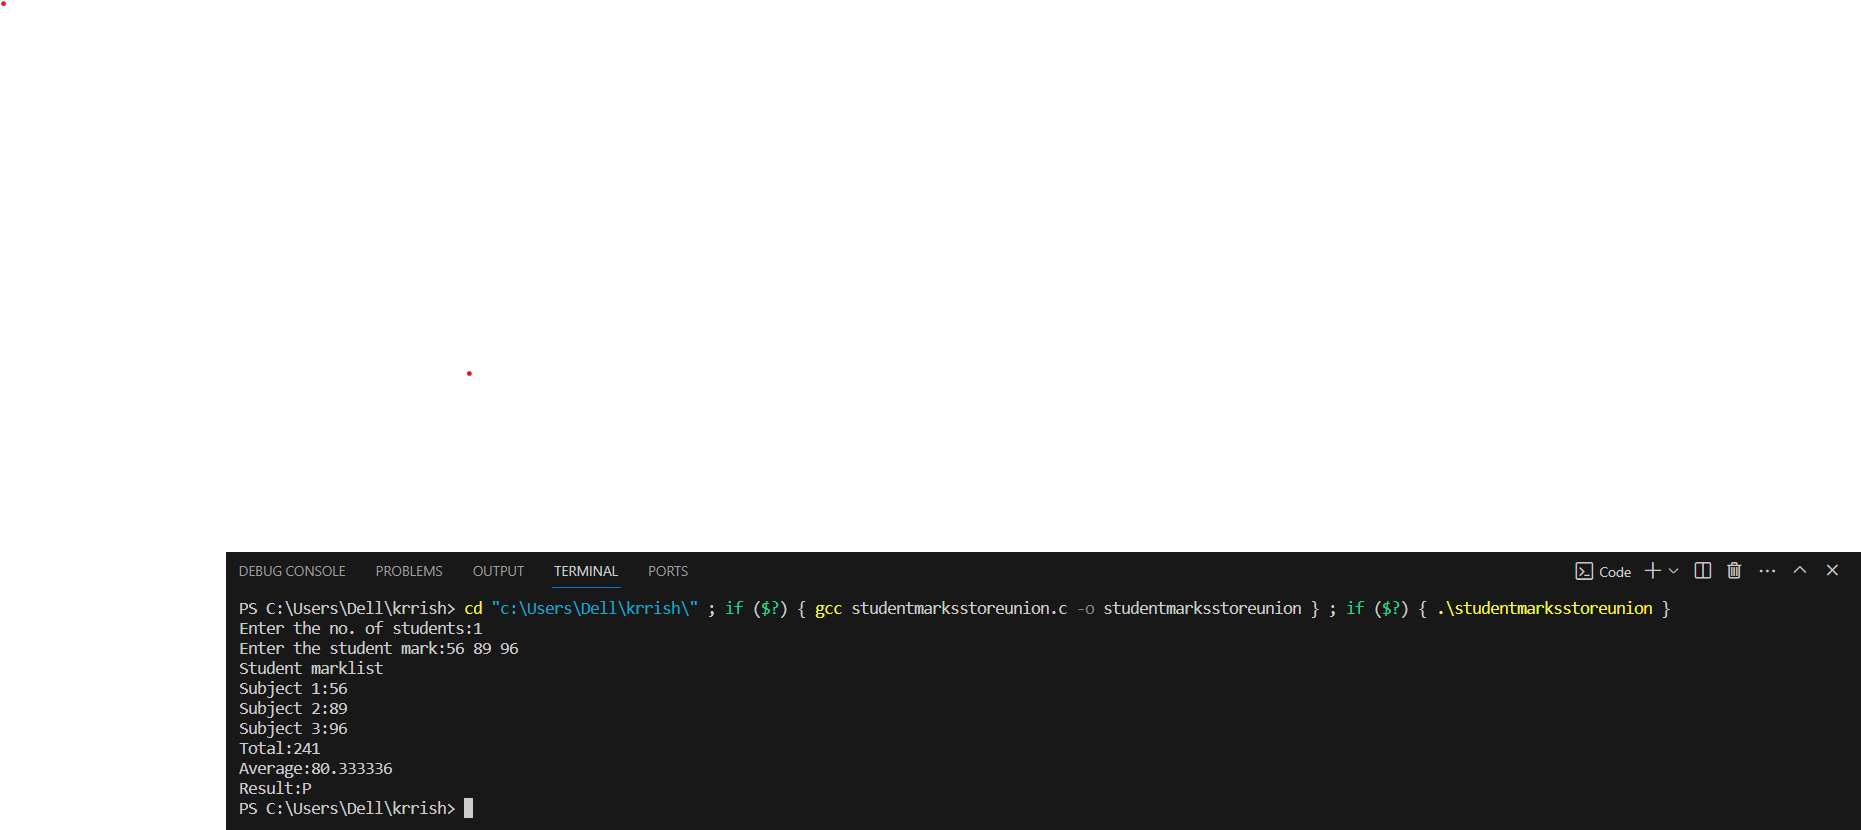 DEBUG CONSOLE PROBLEMS OUTPUT TERMINAL PORTS Code
PS C:\Users\Dell\krrish> cd "c:\Users\Dell\krrish\" ; if ($?) { gcc studentmarksstoreunion.c -o studentmarksstoreunion } ; if ($?) { .\studentmarksstoreunion }
Enter the no. of students:1
Enter the student mark:56 89 96
Student marklist
Subject 1:56
Subject 2:89
Subject 3:96
Total:241
Average:80.333336
Result:P
PS C:\Users\Dell\krrish>